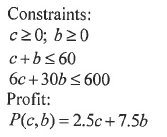 Constraints:
c ≥ 0; b ≥ 0
c + b ≤ 60
6c + 30b ≤ 600
Profit:
P(c, b) = 2.5c + 7.5b